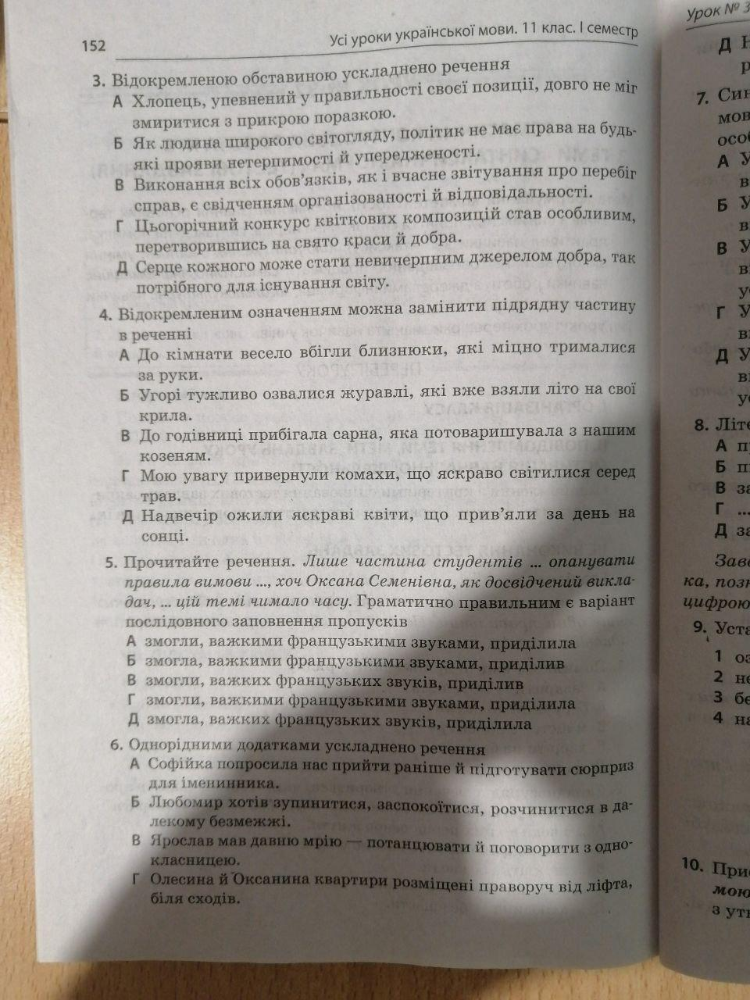 152
Усі уроки української мови. 11 клас. І семестр
3. Відокремленою обставиною ускладнено речення
А Хлопець, упевнений у правильності своєї позиції, довго не міг
змиритися з прикрою поразкою.
Б Як людина широкого світогляду, політик не має права на будь-
які прояви нетерпимості й упередженості.
В Виконання всіх обов'язків, як і вчасне звітування про перебіг
справ, є свідченням організованості й відповідальності.
Г Цьогорічний конкурс квіткових композицій став особливим,
перетворившись на свято краси й добра.
Д Серце кожного може стати невичерпним джерелом добра, так
потрібного для існування світу.
4. Відокремленим означенням можна замінити підрядну частину
в реченні
А До кімнати весело вбігли близнюки, які міцно трималися
за руки.
Б Угорі тужливо озвалися журавлі, які вже взяли літо на свої
крила.
В До годівниці прибігала сарна, яка потоваришувала з нашим
козеням.
Г Мою увагу привернули комахи, що яскраво світилися серед
трав.
Д Надвечір ожили яскраві квіти, що прив'яли за день на
сонці.
5. Прочитайте речення. Лише частина студентів ... опанувати
правила вимови ..., хоч Оксана Семенівна, як досвідчений викла-
дач, ... цій темі чимало часу. Граматично правильним є варіант
послідовного заповнення пропусків
А змогли, важкими французькими звуками, приділила
Б змогла, важкими французькими звуками, приділив
В змогли, важких французьких звуків, приділив
Г змогли, важкими французькими звуками, приділила
Д змогла, важких французьких звуків, приділила
6. Однорідними додатками ускладнено речення
А Софійка попросила нас прийти раніше й підготувати сюрприз
для іменинника.
Б Любомир хотів зупинитися, заспокоїтися, розчинитися в да-
лекому безмежжі.
В Ярослав мав давню мрію — потанцювати й поговорити з одно-
класницею.
Г Олесина й Оксанина квартири розміщені праворуч від ліфта,
біля сходів.
Урок № 3
Д
7.
мов
А У
Б У
В У
Г У
Д У
8.
А
Б
В за
Г ...
Д за
ка, позн
цифрою
9. Уста
1
2 не
3
4 на
10.
мою
з ут